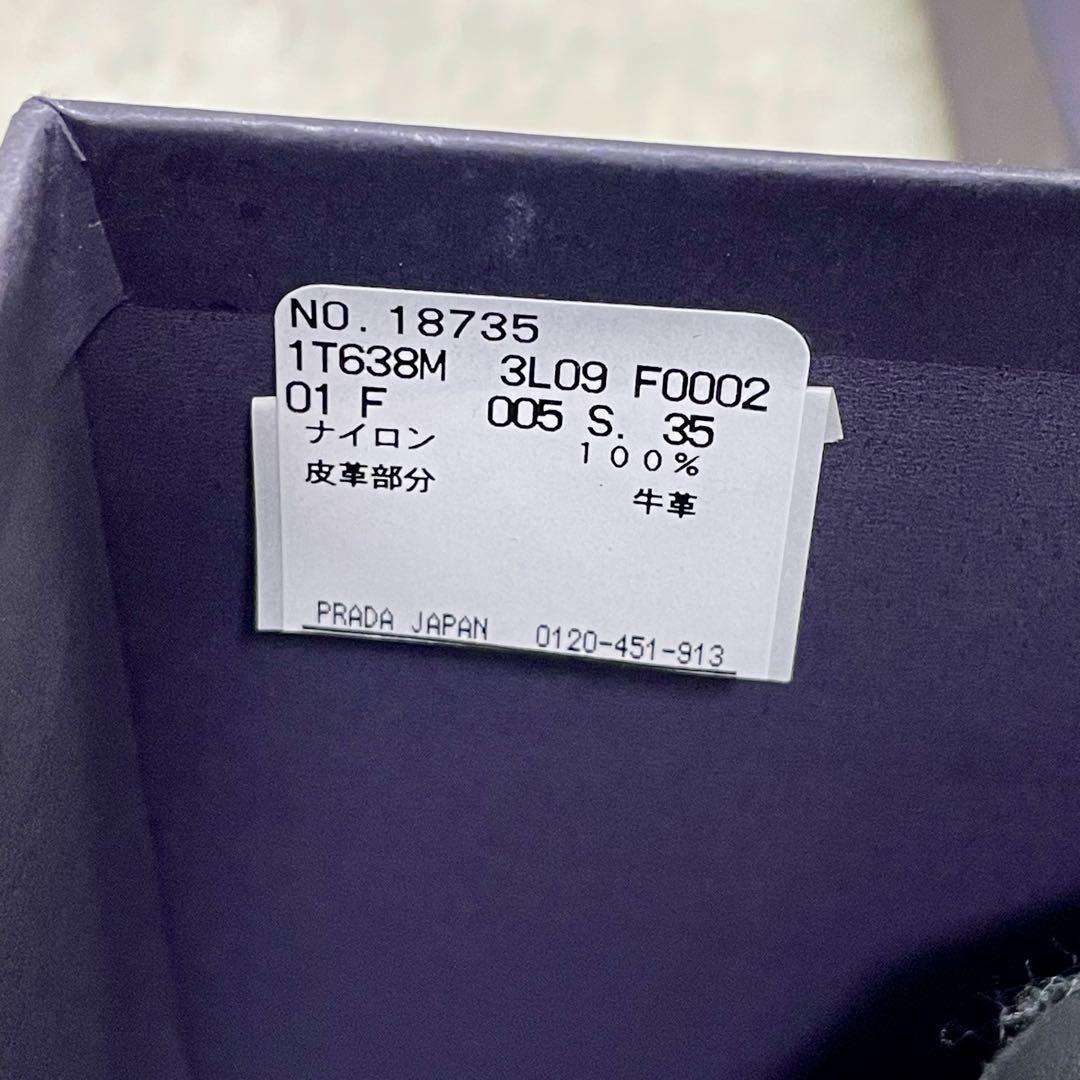 NO. 18735
1T638M 3L09 F0002
01 F 005 S. 35
ナイロン 100%
皮革部分 牛革
PRADA JAPAN 0120-451-913